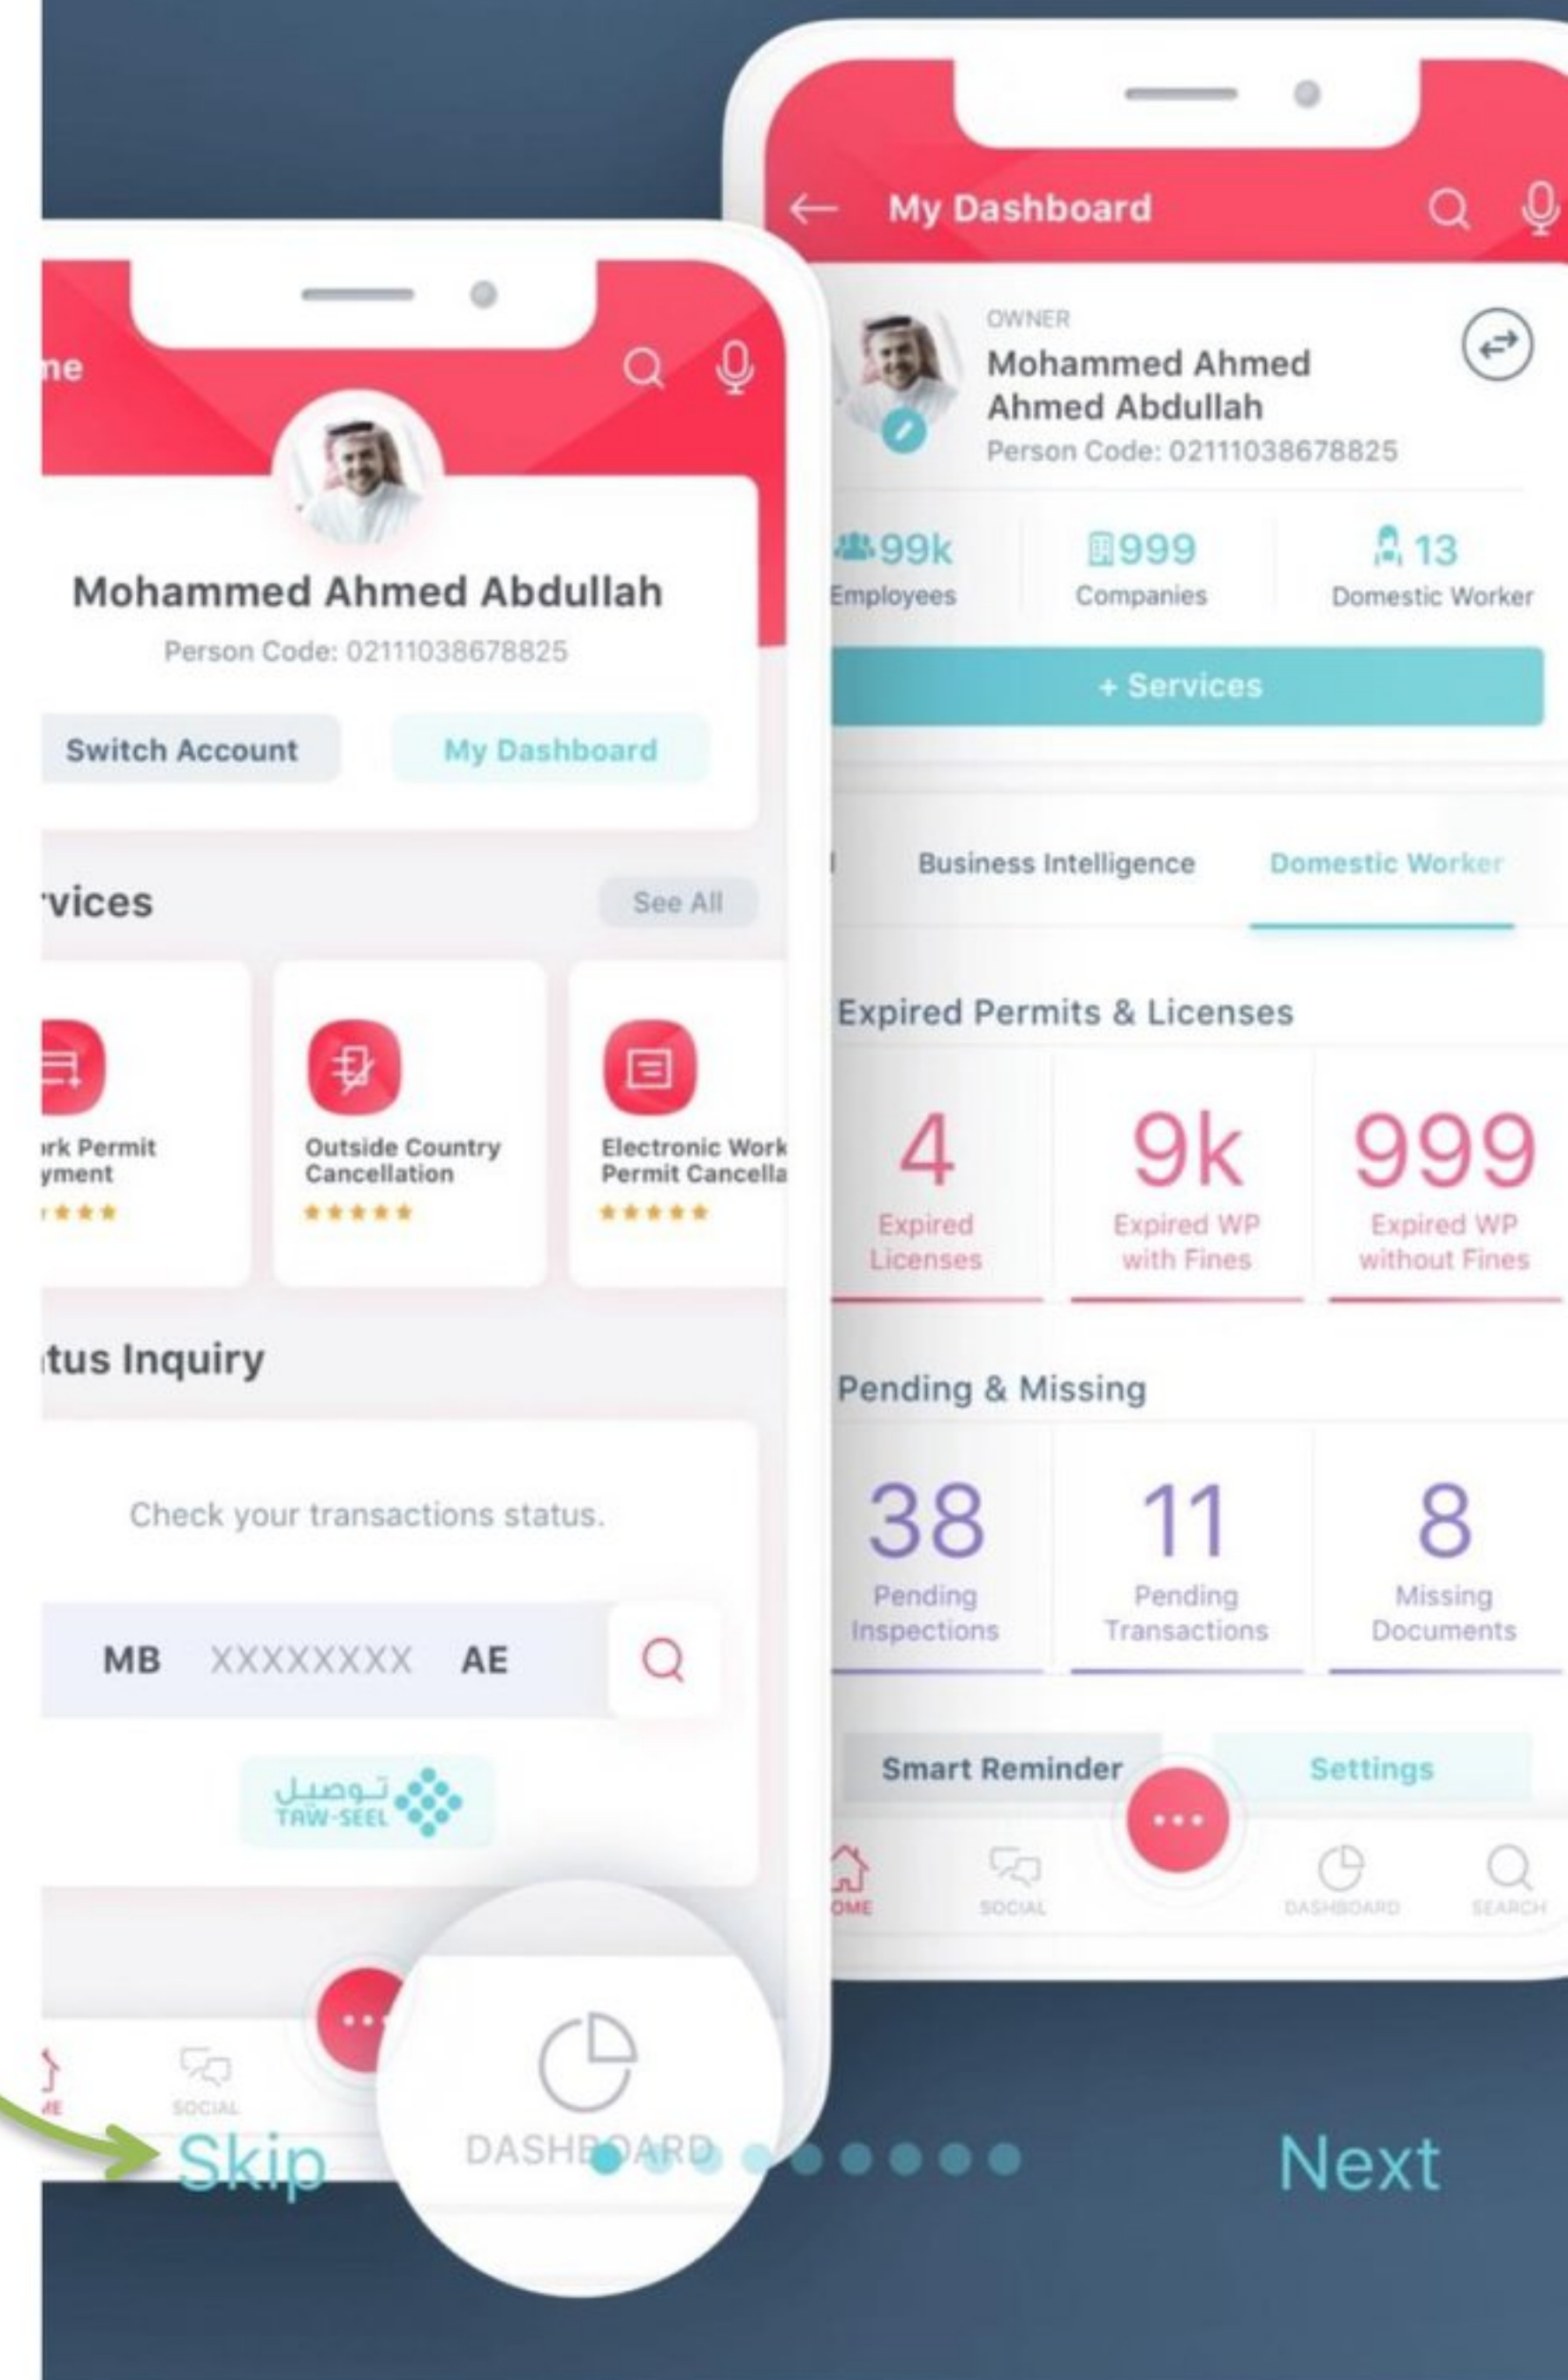 My Dashboard
OWNER
Mohammed Ahmed
Ahmed Abdullah
Person Code: 02111038678825
99k
Employees
999
Companies
13
Domestic Worker
+ Services
Business Intelligence
Domestic Worker
Expired Permits & Licenses
4
Expired
Licenses
9k
Expired WP
with Fines
999
Expired WP
without Fines
Pending & Missing
38
Pending
Inspections
11
Pending
Transactions
8
Missing
Documents
Smart Reminder
Settings
OME
SOCIAL
DASHBOARD
SEARCH
me
Mohammed Ahmed Abdullah
Person Code: 02111038678825
Switch Account
My Dashboard
vices
See All
rk Permit
yment
Outside Country
Cancellation
Electronic Work
Permit Cancella
tus Inquiry
Check your transactions status.
MB XXXXXXXX AE
توصيل
TAW-SEEL
ME
SOCIAL
DASHBOARD
Skip
Next